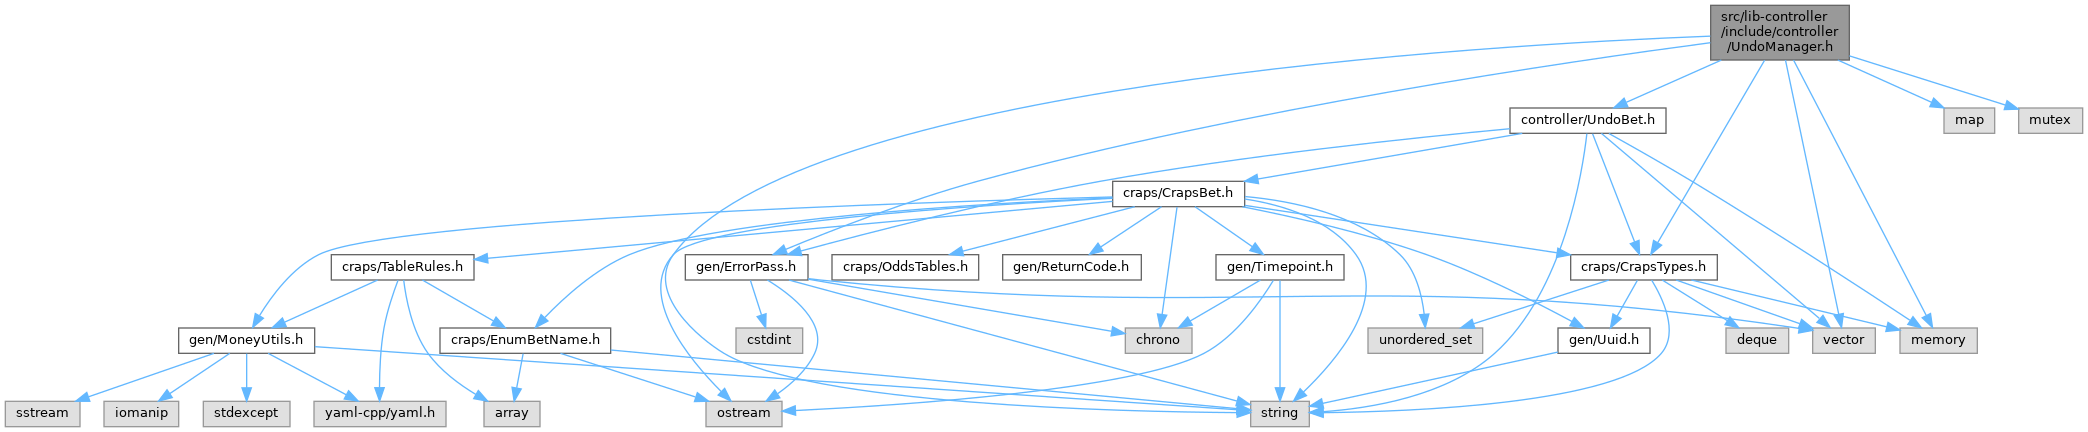 src/lib-controller
/include/controller
/UndoManager.h
controller/UndoBet.h
map
mutex
craps/CrapsBet.h
craps/TableRules.h
gen/ErrorPass.h
craps/OddsTables.h
gen/ReturnCode.h
gen/Timepoint.h
craps/CrapsTypes.h
gen/MoneyUtils.h
craps/EnumBetName.h
cstdint
chrono
unordered_set
gen/Uuid.h
deque
vector
memory
sstream
iomanip
stdexcept
yaml-cpp/yaml.h
array
ostream
string